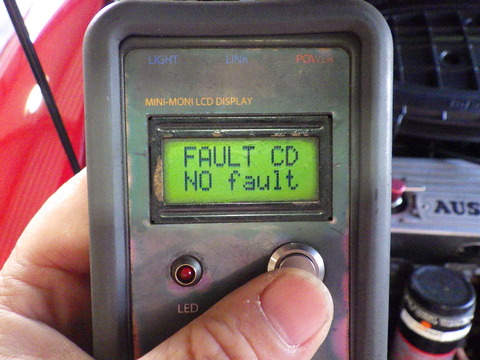 LIGHT LINK POWER
MINI-MONI LCD DISPLAY
FAULT CD
NO fault
LED
AUS